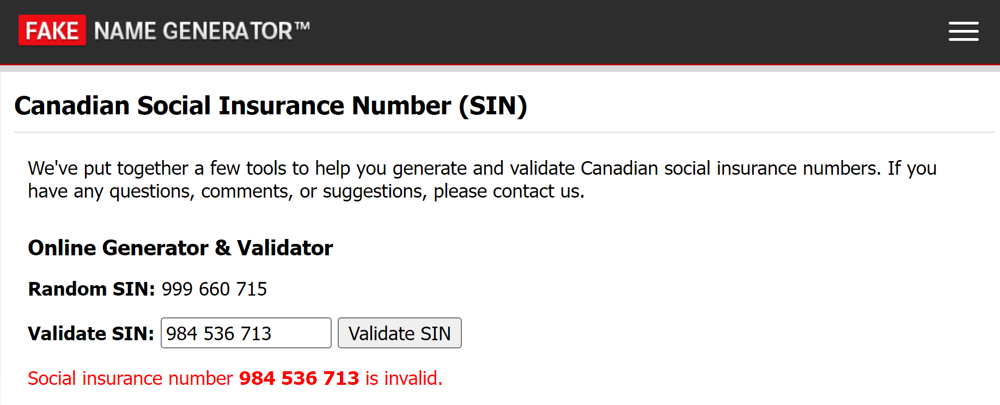 FAKE NAME GENERATOR™
Canadian Social Insurance Number (SIN)
We've put together a few tools to help you generate and validate Canadian social insurance numbers. If you
have any questions, comments, or suggestions, please contact us.
Online Generator & Validator
Random SIN: 999 660 715
Validate SIN: 984 536 713 Validate SIN
Social insurance number 984 536 713 is invalid.